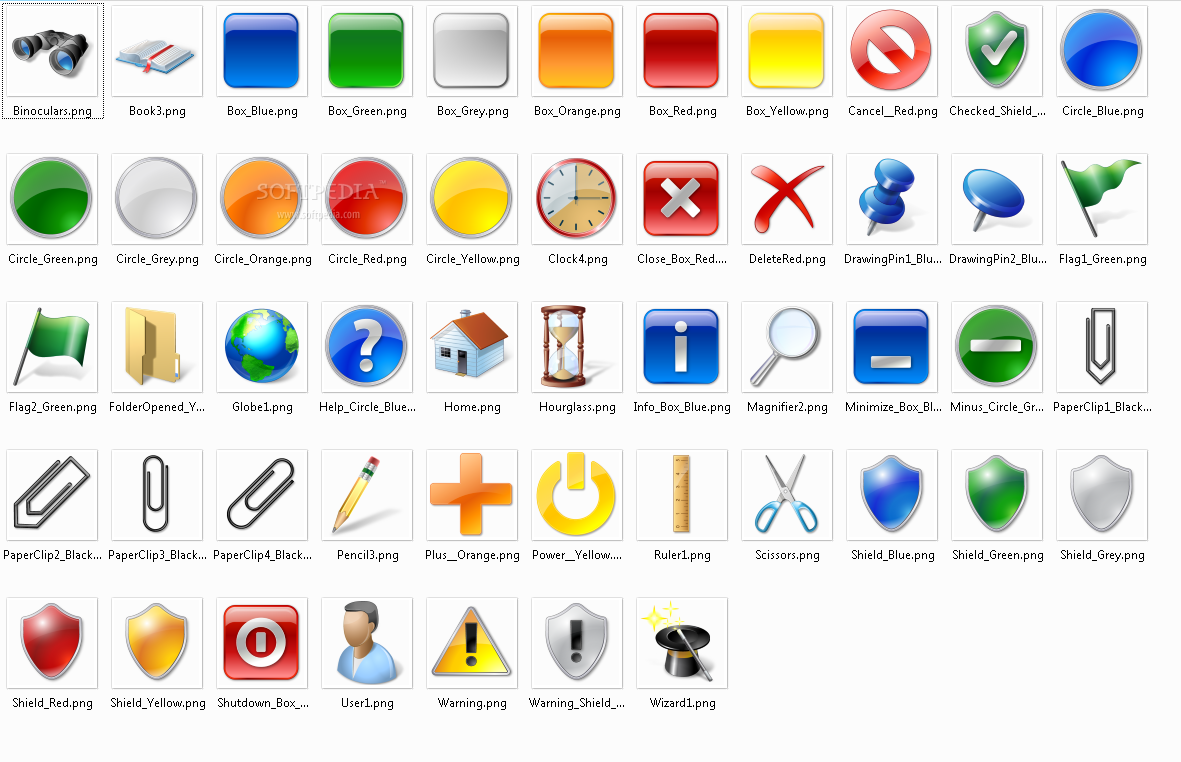 Binoculars.png
Book3.png
Box_Blue.png
Box_Green.png
Box_Grey.png
Box_Orange.png
Box_Red.png
Box_Yellow.png
Cancel__Red.png
Checked_Shield_...
Circle_Blue.png
Circle_Green.png
Circle_Grey.png
Circle_Orange.png
Circle_Red.png
Circle_Yellow.png
Clock4.png
Close_Box_Red....
DeleteRed.png
DrawingPin1_Blu...
DrawingPin2_Blu...
Flag1_Green.png
SOFTPEDIA
www.softpedia.com
Flag2_Green.png
FolderOpened_Y...
Globe1.png
Help_Circle_Blue...
Home.png
Hourglass.png
Info_Box_Blue.png
Magnifier2.png
Minimize_Box_Bl...
Minus_Circle_Gr...
PaperClip1_Black...
PaperClip2_Black...
PaperClip3_Black...
PaperClip4_Black...
Pencil3.png
Plus__Orange.png
Power__Yellow....
Ruler1.png
Scissors.png
Shield_Blue.png
Shield_Green.png
Shield_Grey.png
Shield_Red.png
Shield_Yellow.png
Shutdown_Box_...
User1.png
Warning.png
Warning_Shield_...
Wizard1.png